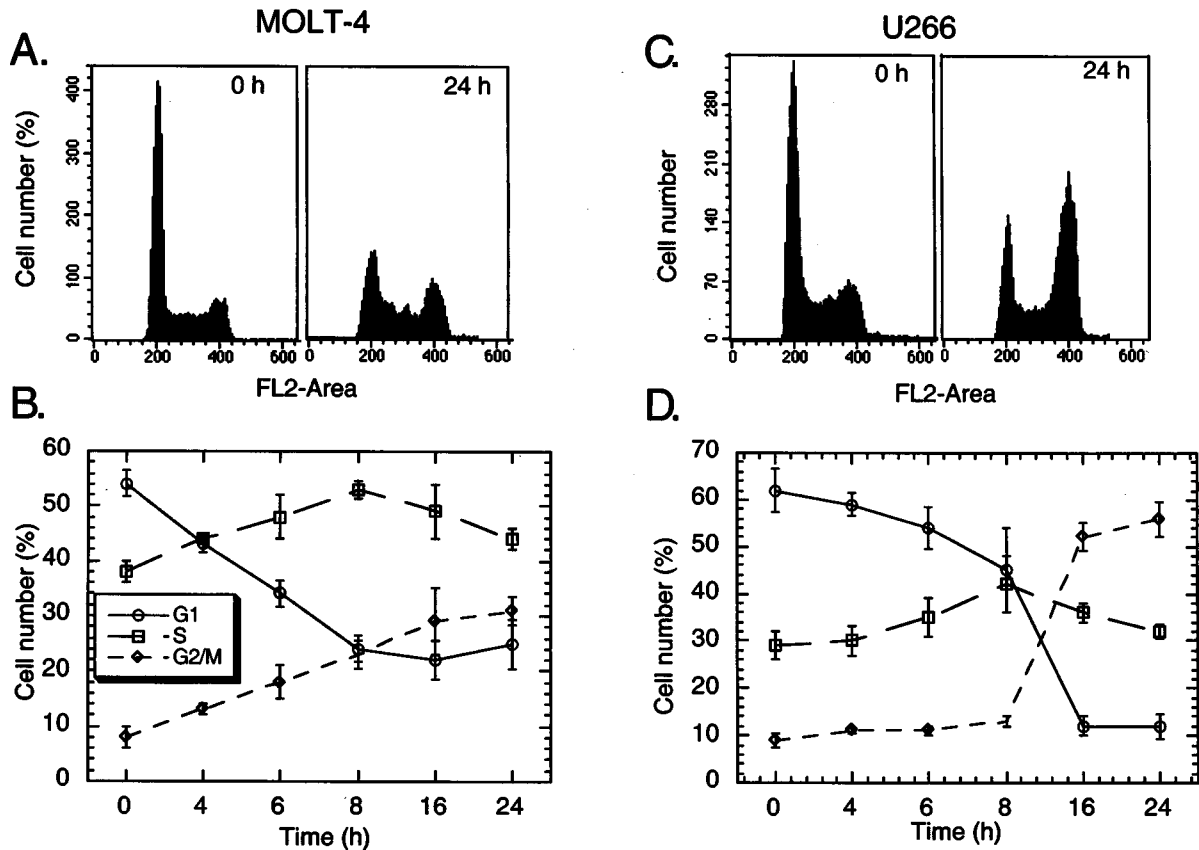 MOLT-4
A.
0 h
24 h
Cell number (%)
400
300
200
100
0
0 200 400 600
0 200 400 600
FL2-Area
B.
Cell number (%)
60
50
40
30
20
10
0
G1
S
G2/M
0 4 6 8 16 24
Time (h)
U266
C.
0 h
24 h
Cell number
280
210
140
70
0
0 200 400 600
0 200 400 600
FL2-Area
D.
Cell number (%)
70
60
50
40
30
20
10
0
0 4 6 8 16 24
Time (h)